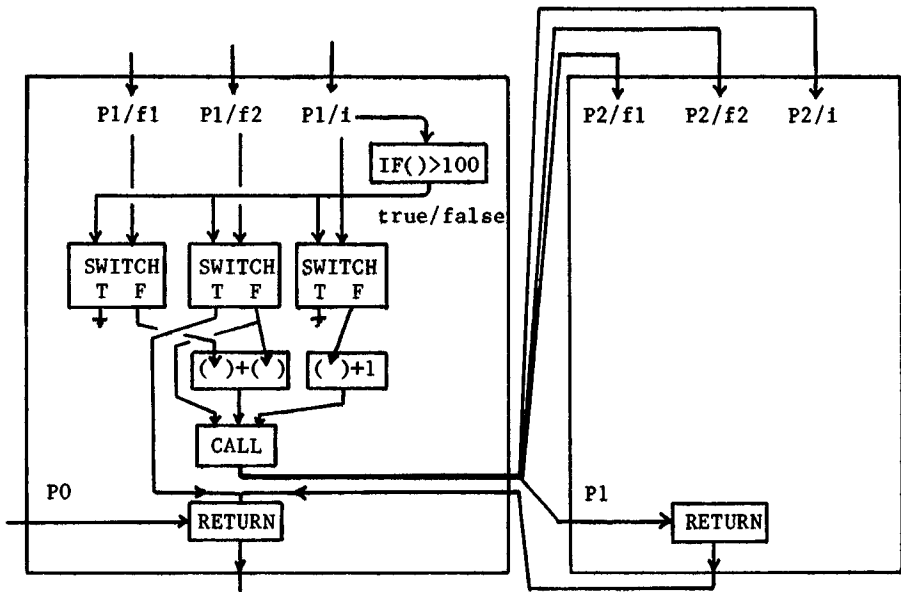 P1/f1 P1/f2 P1/i
P2/f1 P2/f2 P2/i
IF()>100
true/false
SWITCH SWITCH SWITCH
T F T F T F
( )+( ) ( )+1
CALL
P0 P1
RETURN RETURN